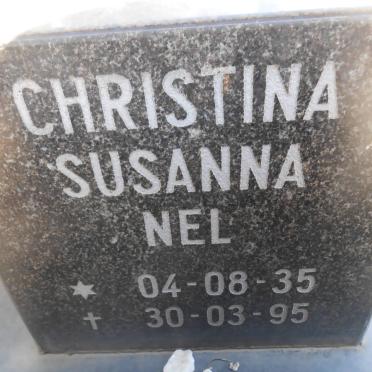 CHRISTINA
SUSANNA
NEL
★ 04-08-35
✝ 30-03-95